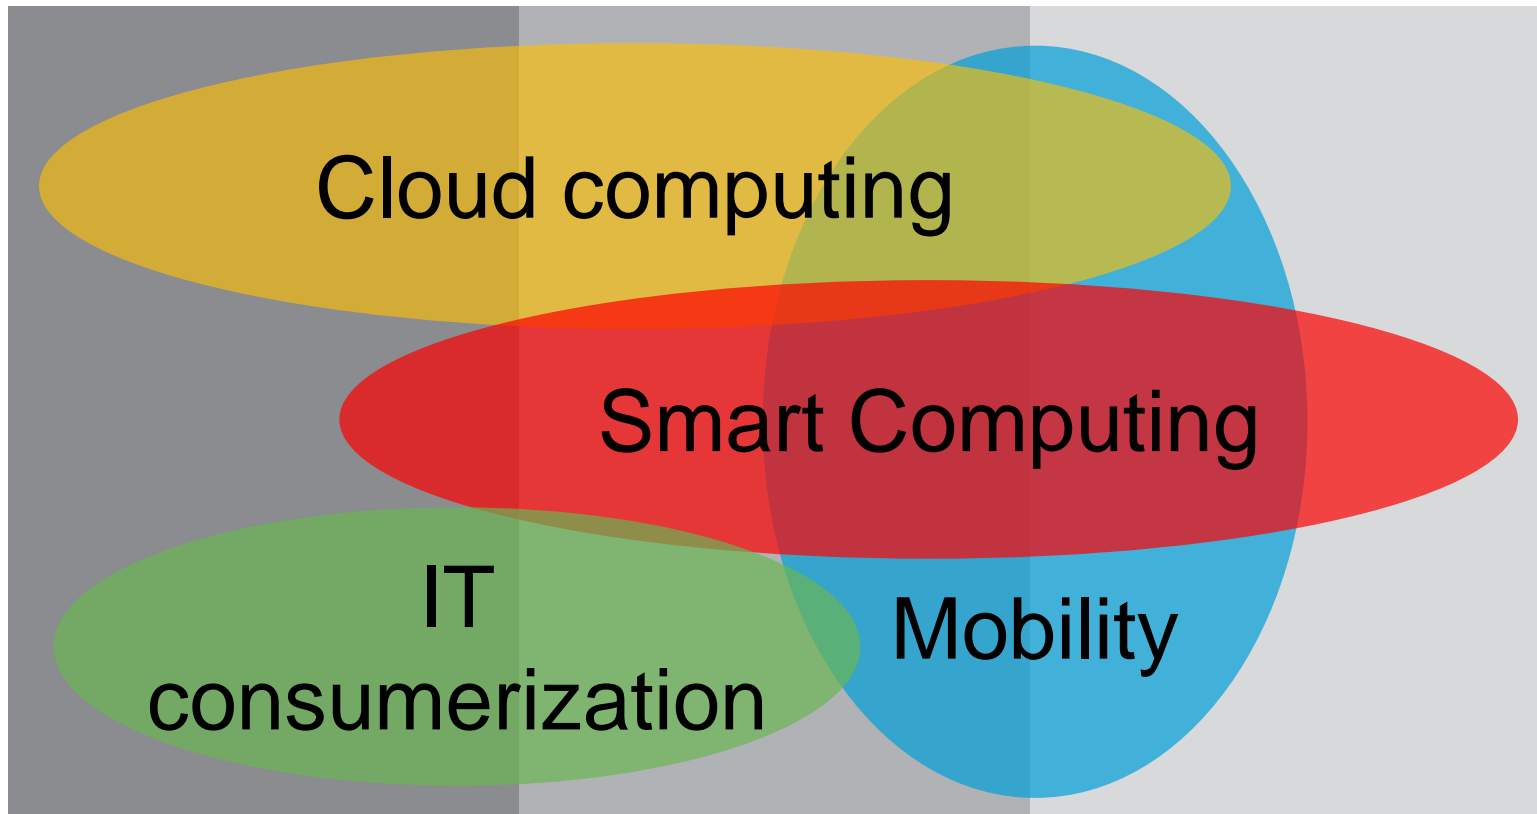 Cloud computing
Smart Computing
IT
consumerization
Mobility